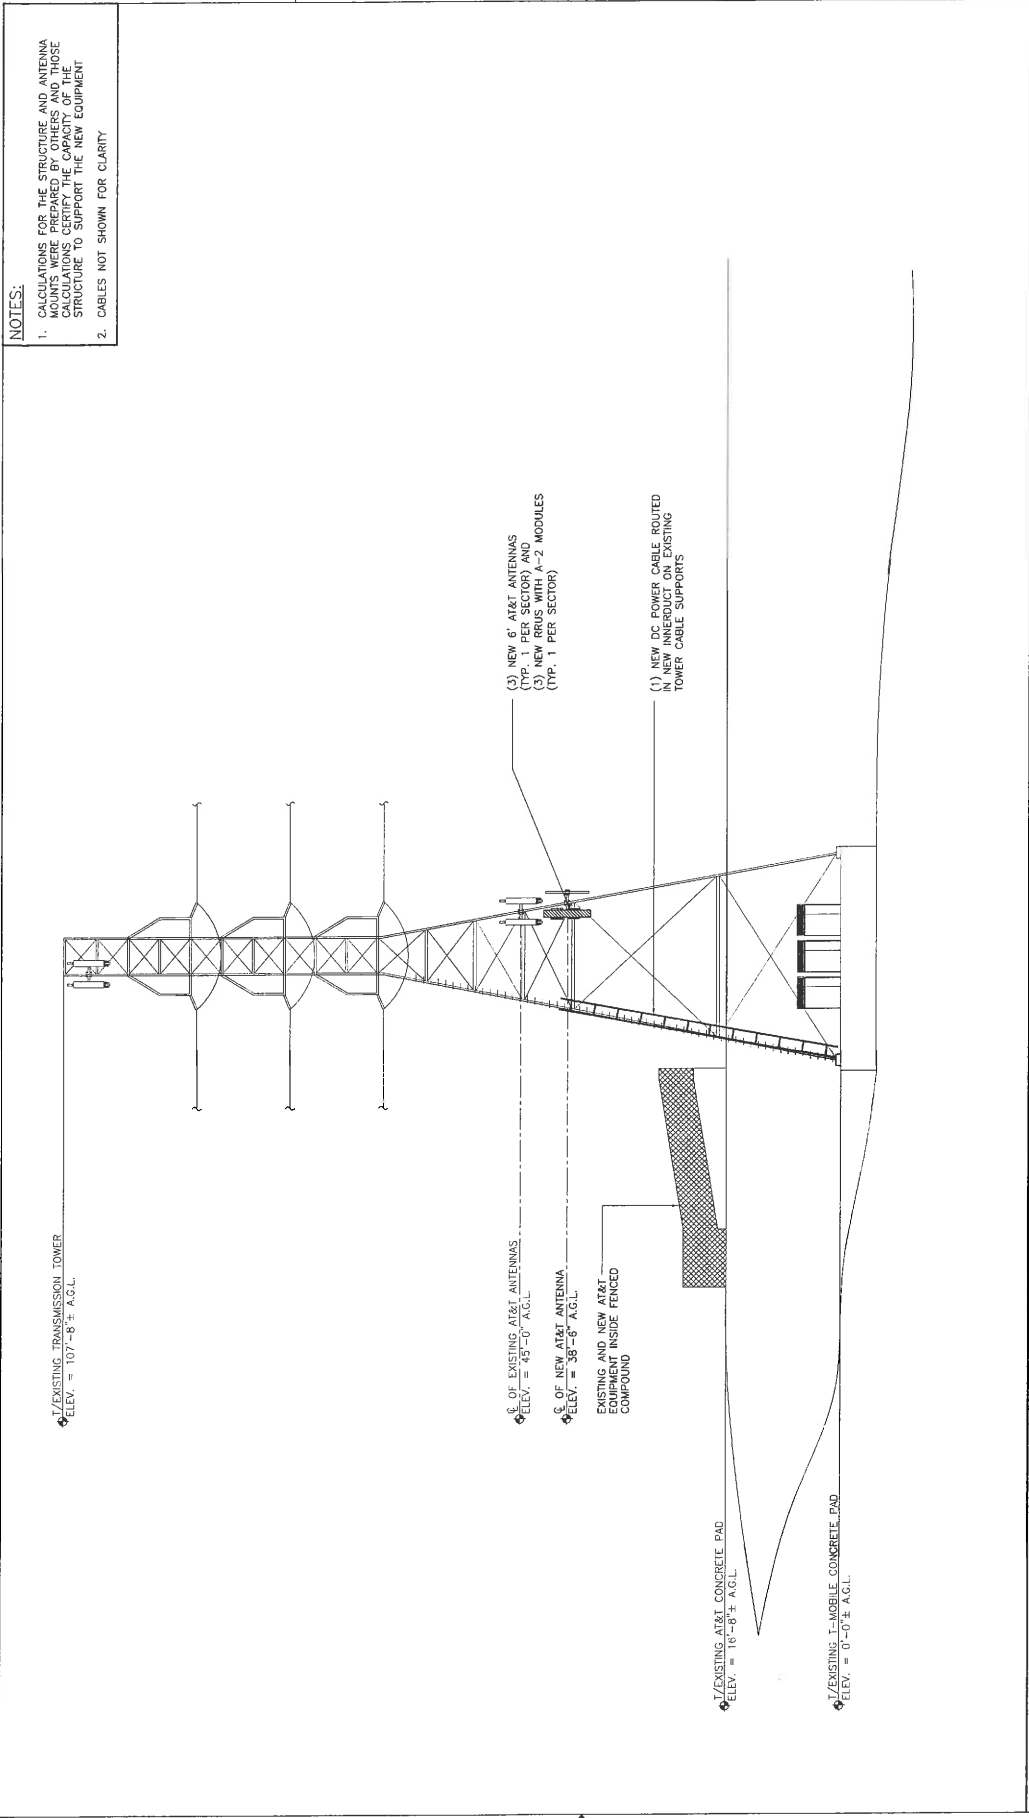 NOTES:
1. CALCULATIONS FOR THE STRUCTURE AND ANTENNA
MOUNTS WERE PREPARED BY OTHERS AND THOSE
CALCULATIONS CERTIFY THE CAPACITY OF THE
STRUCTURE TO SUPPORT THE NEW EQUIPMENT
2. CABLES NOT SHOWN FOR CLARITY
T/EXISTING TRANSMISSION TOWER
ELEV. = 107'-8"± A.G.L.
℄ OF EXISTING AT&T ANTENNAS
ELEV. = 45'-0" A.G.L.
℄ OF NEW AT&T ANTENNA
ELEV. = 38'-6" A.G.L.
EXISTING AND NEW AT&T
EQUIPMENT INSIDE FENCED
COMPOUND
T/EXISTING AT&T CONCRETE PAD
ELEV. = 16'-8"± A.G.L.
T/EXISTING T-MOBILE CONCRETE PAD
ELEV. = 0'-0"± A.G.L.
(3) NEW 6' AT&T ANTENNAS
(TYP. 1 PER SECTOR) AND
(3) NEW RRUS WITH A-2 MODULES
(TYP. 1 PER SECTOR)
(1) NEW DC POWER CABLE ROUTED
IN NEW INNERDUCT ON EXISTING
TOWER CABLE SUPPORTS